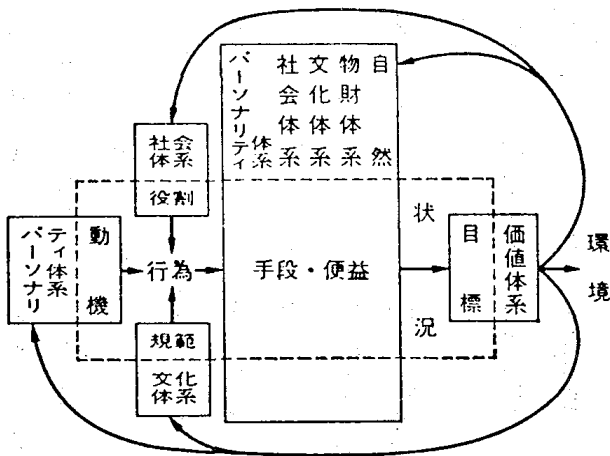 パーソナリティ体系
社会体系
文化体系
物財体系
自然
社会体系
役割
パーソナリティ体系
動機
行為
手段・便益
状況
目標
価値体系
環境
規範
文化体系